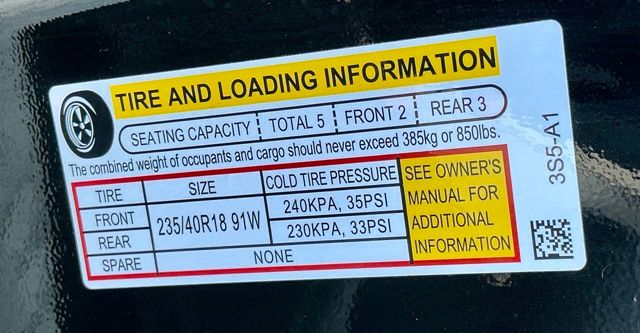 TIRE AND LOADING INFORMATION
SEATING CAPACITY TOTAL 5 FRONT 2 REAR 3
The combined weight of occupants and cargo should never exceed 385kg or 850lbs.
TIRE SIZE COLD TIRE PRESSURE
FRONT 235/40R18 91W 240KPA, 35PSI
REAR 230KPA, 33PSI
SPARE NONE
SEE OWNER'S
MANUAL FOR
ADDITIONAL
INFORMATION
3S5-A1